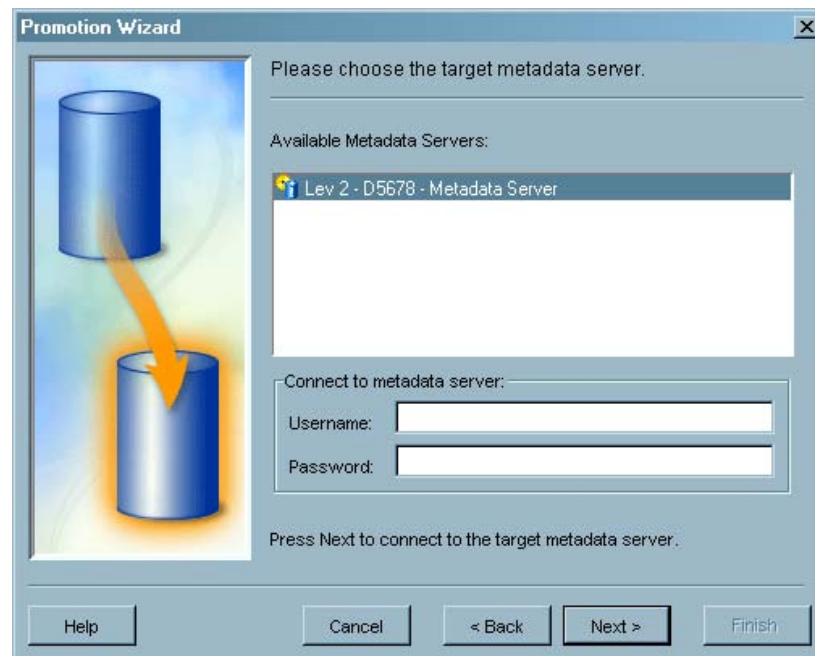 Promotion Wizard
Please choose the target metadata server.
Available Metadata Servers:
Lev 2 - D5678 - Metadata Server
Connect to metadata server:
Username:
Password:
Press Next to connect to the target metadata server.
Help
Cancel
< Back
Next >
Finish